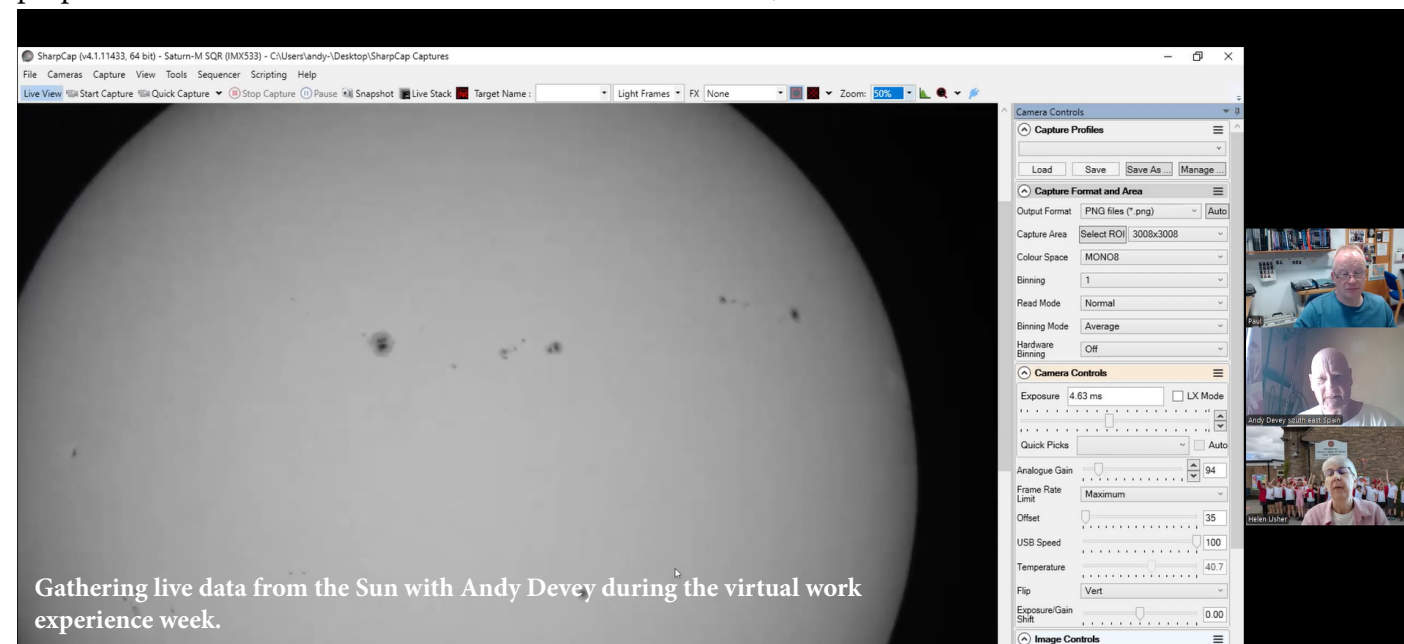 SharpCap (v4.1.11433, 64 bit) - Saturn-M SQR (IMX533) - C:\Users\andy-\Desktop\SharpCap Captures
File Cameras Capture View Tools Sequencer Scripting Help
Live View Start Capture Quick Capture Stop Capture Pause Snapshot Live Stack Target Name : Light Frames FX None Zoom: 50%
Camera Controls
Capture Profiles
Load Save Save As ... Manage ...
Capture Format and Area
Output Format PNG files (*.png) Auto
Capture Area Select ROI 3008x3008
Colour Space MONO8
Binning 1
Read Mode Normal
Binning Mode Average
Hardware
Binning Off
Camera Controls
Exposure 4.63 ms LX Mode
Quick Picks Auto
Analogue Gain 94
Frame Rate
Limit Maximum
Offset 35
USB Speed 100
Temperature 40.7
Flip Vert
Exposure/Gain
Shift 0.00
Image Controls
Paul
Andy Devey south east Spain
Helen Usher
Gathering live data from the Sun with Andy Devey during the virtual work
experience week.